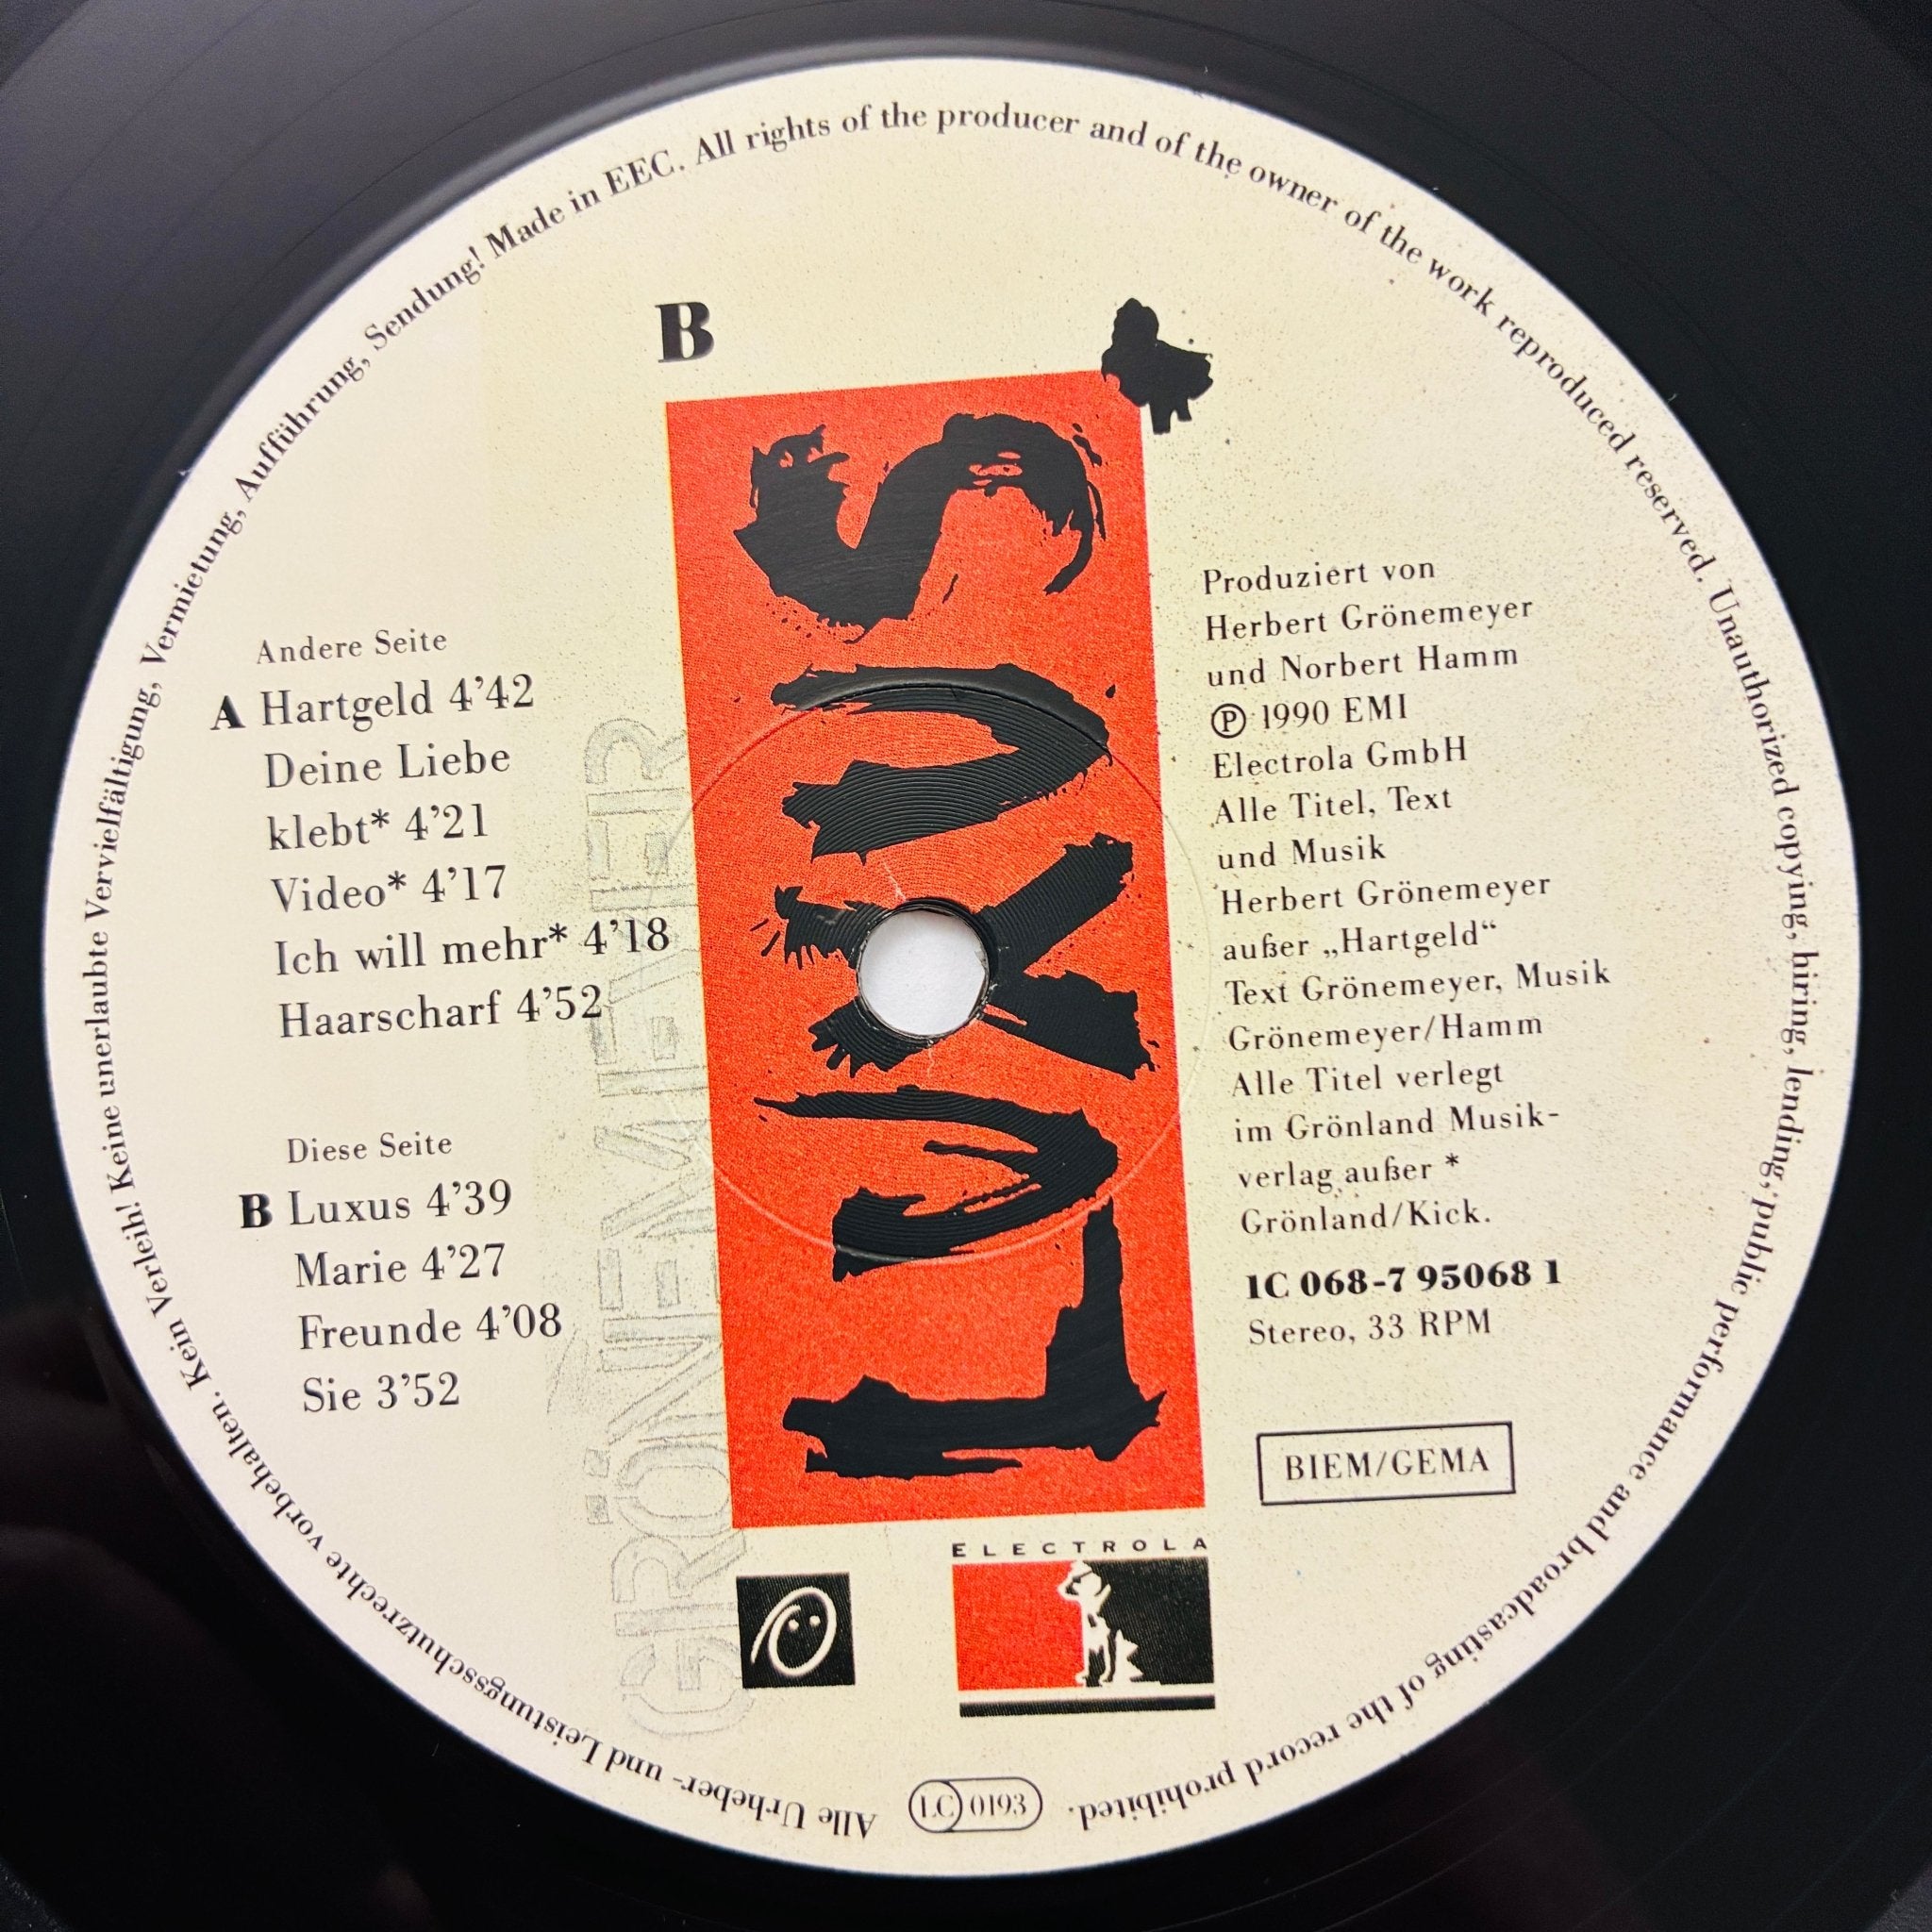 Alle Urheber- und Leistungsschutzrechte vorbehalten. Kein Verleih! Keine unerlaubte Vervielfältigung, Vermietung, Aufführung, Sendung! Made in EEC. All rights of the producer and of the owner of the work reproduced reserved. Unauthorized copying, hiring, lending, public performance and broadcasting of the record prohibited.
B
Andere Seite
A Hartgeld 4'42
Deine Liebe
klebt* 4'21
Video* 4'17
Ich will mehr* 4'18
Haarscharf 4'52
Diese Seite
B Luxus 4'39
Marie 4'27
Freunde 4'08
Sie 3'52
GRÖNEMEYER
LUXUS
Produziert von
Herbert Grönemeyer
und Norbert Hamm
Ⓟ 1990 EMI
Electrola GmbH
Alle Titel, Text
und Musik
Herbert Grönemeyer
außer „Hartgeld“
Text Grönemeyer, Musik
Grönemeyer/Hamm
Alle Titel verlegt
im Grönland Musik-
verlag außer *
Grönland/Kick.
1C 068-7 95068 1
Stereo, 33 RPM
BIEM/GEMA
ELECTROLA
LC 0193